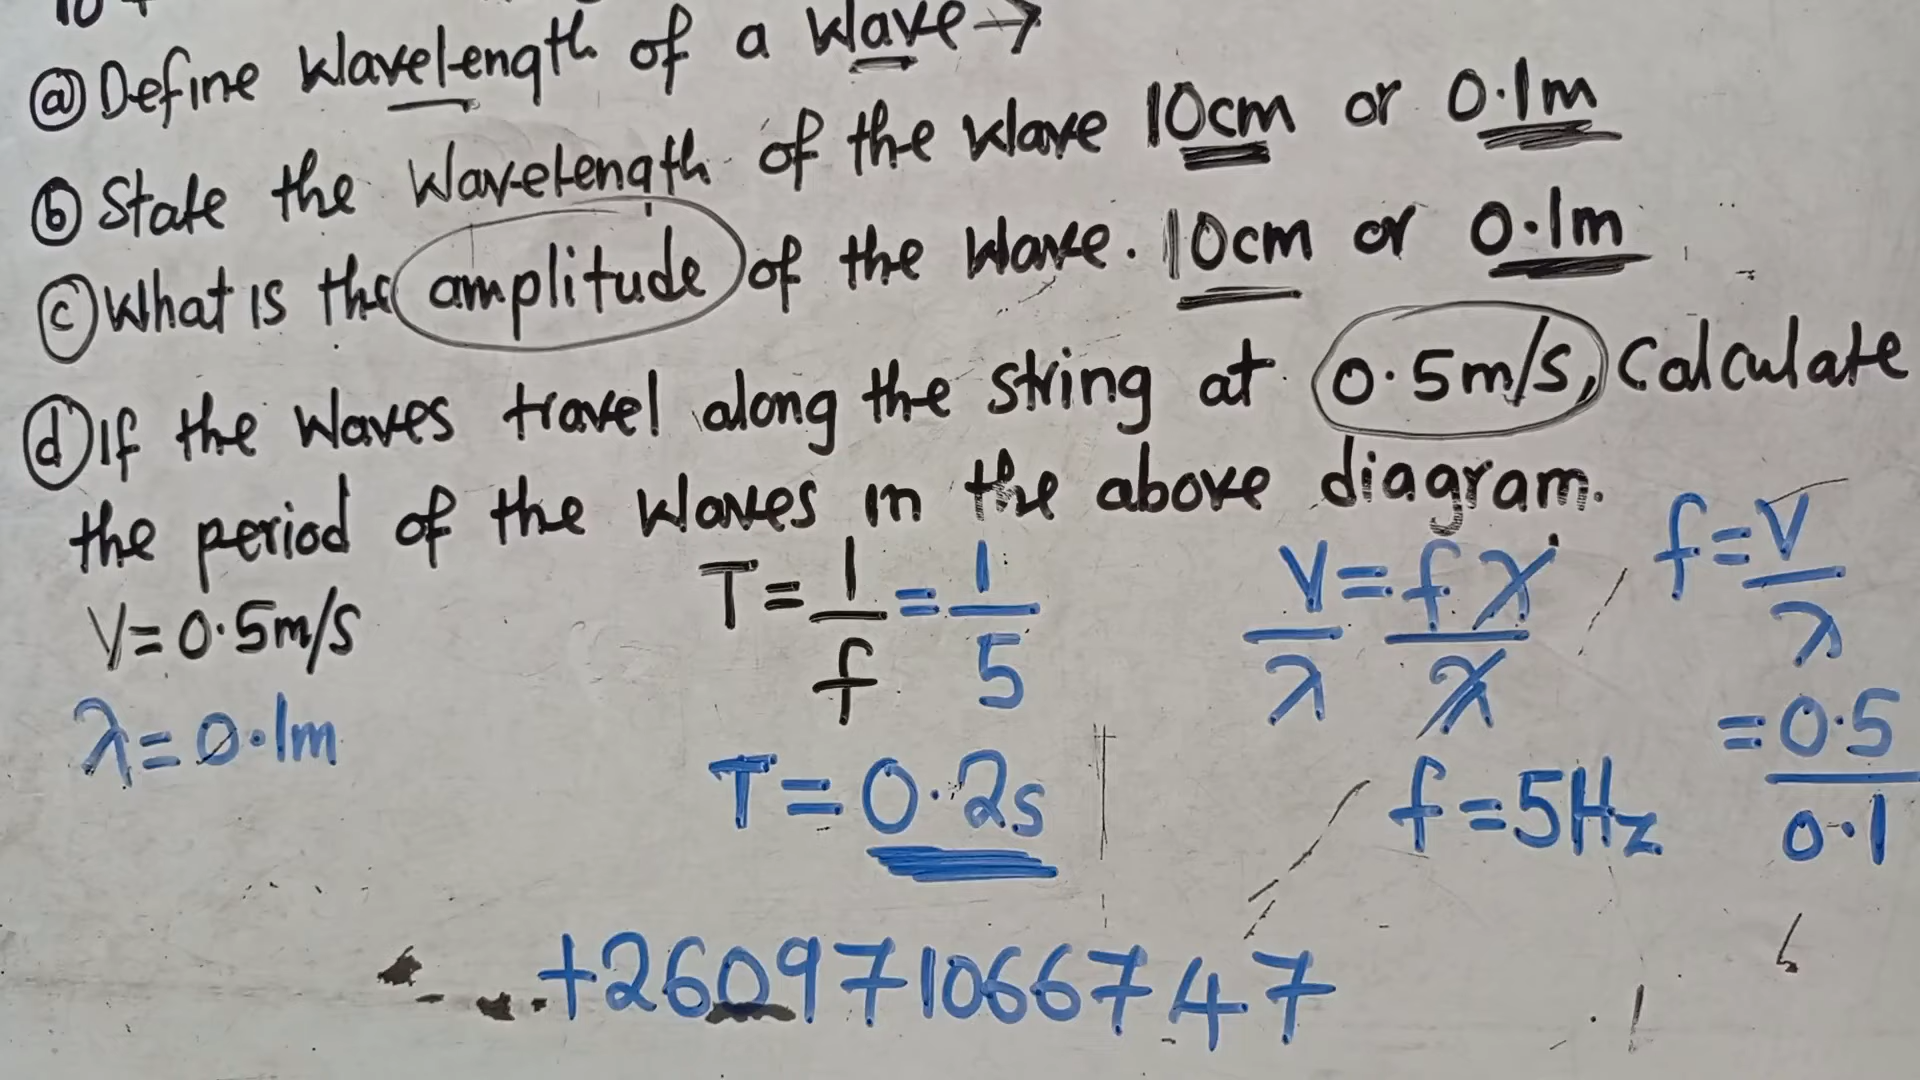 10
ⓐ Define Wavelength of a Wave →
ⓑ State the Wavelength of the Wave 10cm or 0.1m
ⓒ What is the amplitude of the Wave. 10cm or 0.1m
ⓓ If the Waves travel along the string at 0.5m/s, Calculate
the period of the Waves in the above diagram.
V = 0.5m/s
λ = 0.1m
T = 1/f = 1/5
T = 0.2s
V/λ = fλ/λ
f = 5Hz
f = V/λ
= 0.5/0.1
+260971066747